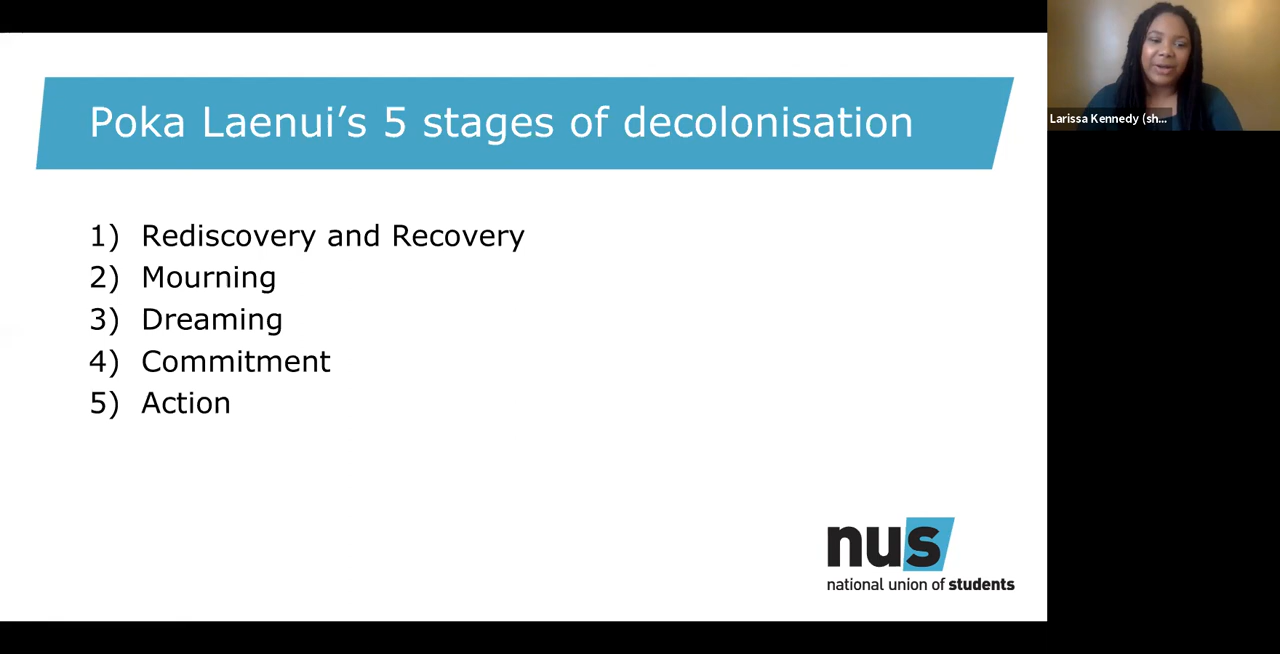 Poka Laenui’s 5 stages of decolonisation
1) Rediscovery and Recovery
2) Mourning
3) Dreaming
4) Commitment
5) Action
nus
national union of students
Larissa Kennedy (sh...